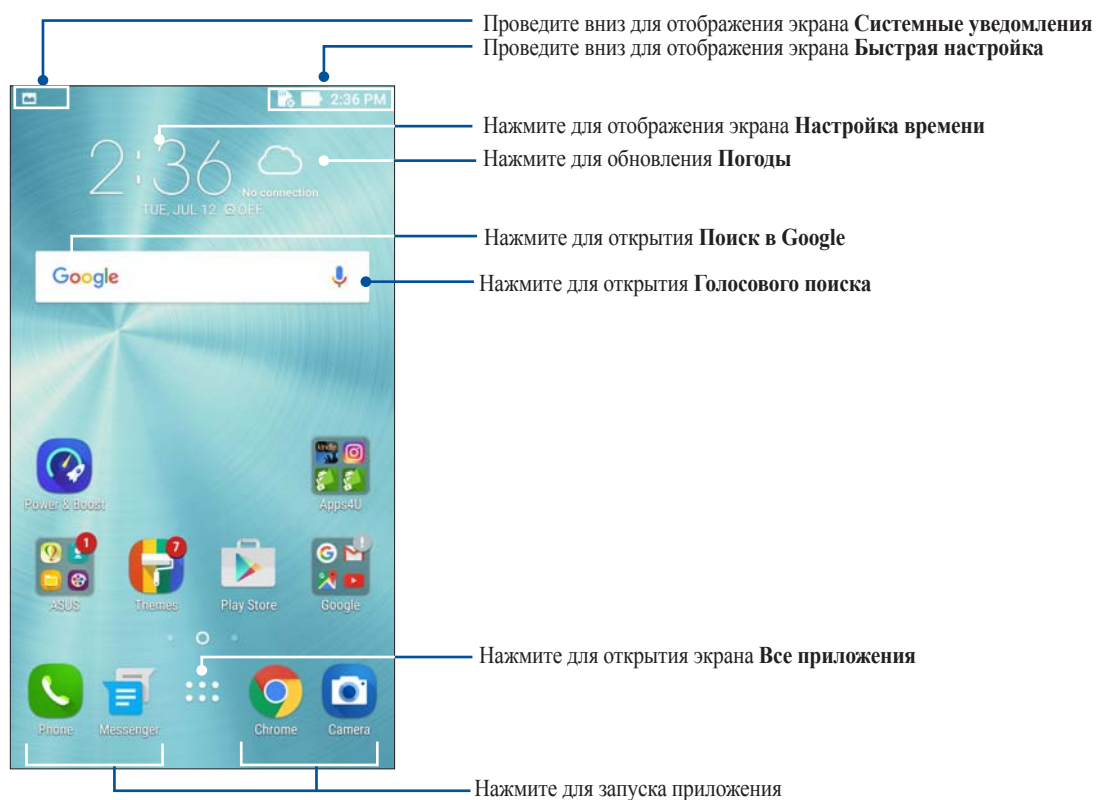 Проведите вниз для отображения экрана Системные уведомления
Проведите вниз для отображения экрана Быстрая настройка
2:36 PM
Нажмите для отображения экрана Настройка времени
2:36
Нажмите для обновления Погоды
No connection
TUE, JUL 12 OFF
Нажмите для открытия Поиск в Google
Google
Нажмите для открытия Голосового поиска
kindle
Power & Boost
Apps4U
1
7
ASUS
Themes
Play Store
Google
Нажмите для открытия экрана Все приложения
Phone
Messenger
Chrome
Camera
Нажмите для запуска приложения